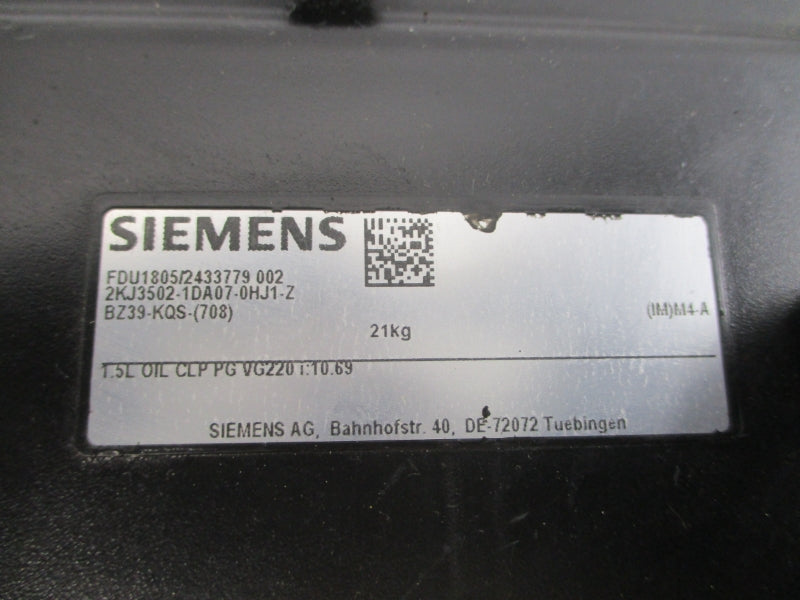 SIEMENS
FDU1805/2433779 002
2KJ3502-1DA07-0HJ1-Z
BZ39-KQS-(708)
(IM)M4-A
21kg
1.5L OIL CLP PG VG220 i:10.69
SIEMENS AG, Bahnhofstr. 40, DE-72072 Tuebingen